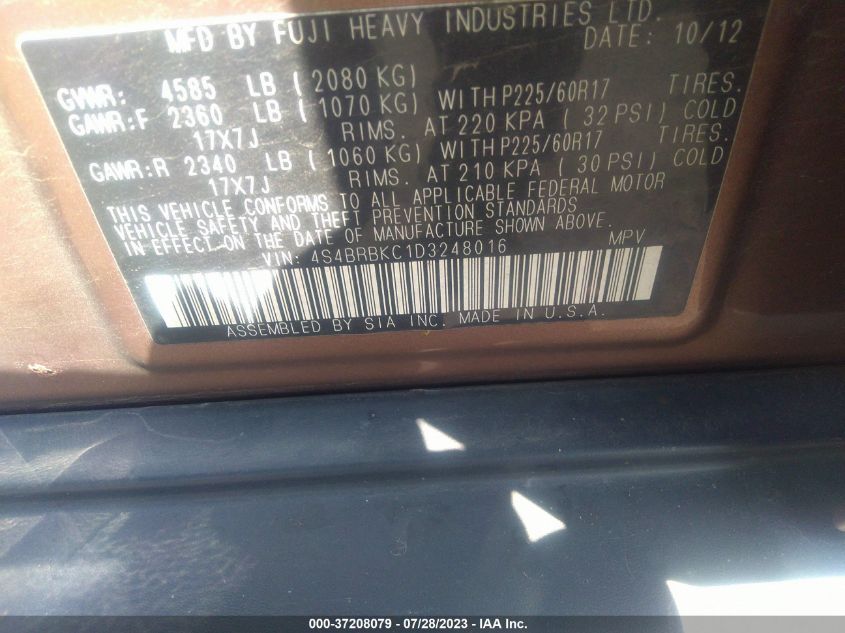 MFD BY FUJI HEAVY INDUSTRIES LTD.
DATE: 10/12
GVWR: 4585 LB ( 2080 KG)
GAWR:F 2360 LB ( 1070 KG) WITH P225/60R17 TIRES.
17X7J RIMS. AT 220 KPA ( 32 PSI) COLD
GAWR:R 2340 LB ( 1060 KG) WITH P225/60R17 TIRES.
17X7J RIMS. AT 210 KPA ( 30 PSI) COLD
THIS VEHICLE CONFORMS TO ALL APPLICABLE FEDERAL MOTOR
VEHICLE SAFETY AND THEFT PREVENTION STANDARDS
IN EFFECT ON THE DATE OF MANUFACTURE SHOWN ABOVE.
VIN: 4S4BRBKC1D3248016 MPV
ASSEMBLED BY SIA INC. MADE IN U.S.A.
000-37208079 / 07/28/2023 - IAA Inc.